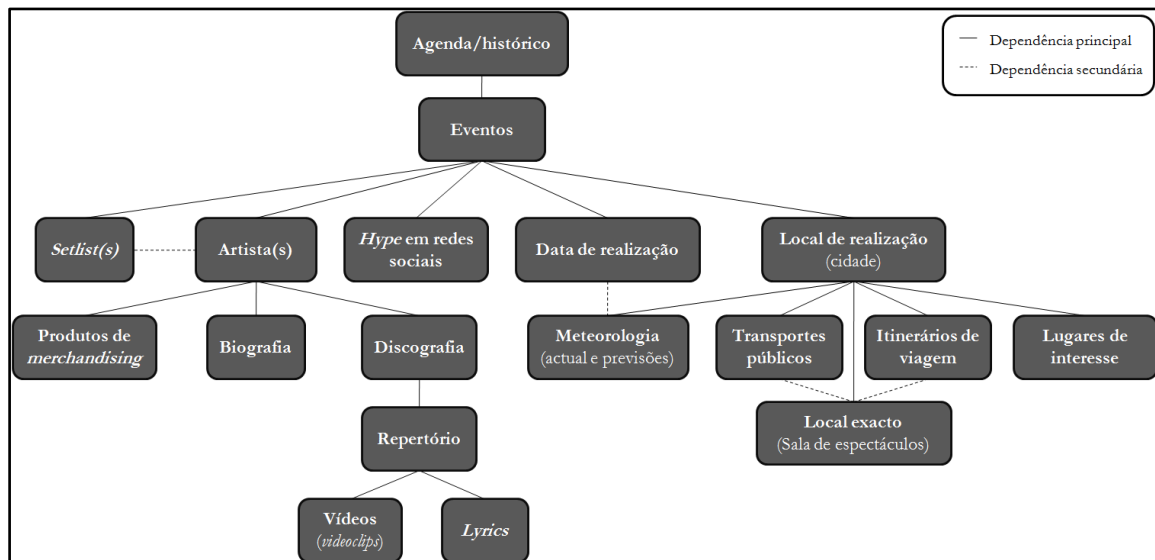 Agenda/histórico
Dependência principal
Dependência secundária
Eventos
Setlist(s)
Artista(s)
Hype em redes
sociais
Data de realização
Local de realização
(cidade)
Produtos de
merchandising
Biografia
Discografia
Meteorologia
(actual e previsões)
Transportes
públicos
Itinerários de
viagem
Lugares de
interesse
Repertório
Local exacto
(Sala de espectáculos)
Vídeos
(videoclips)
Lyrics